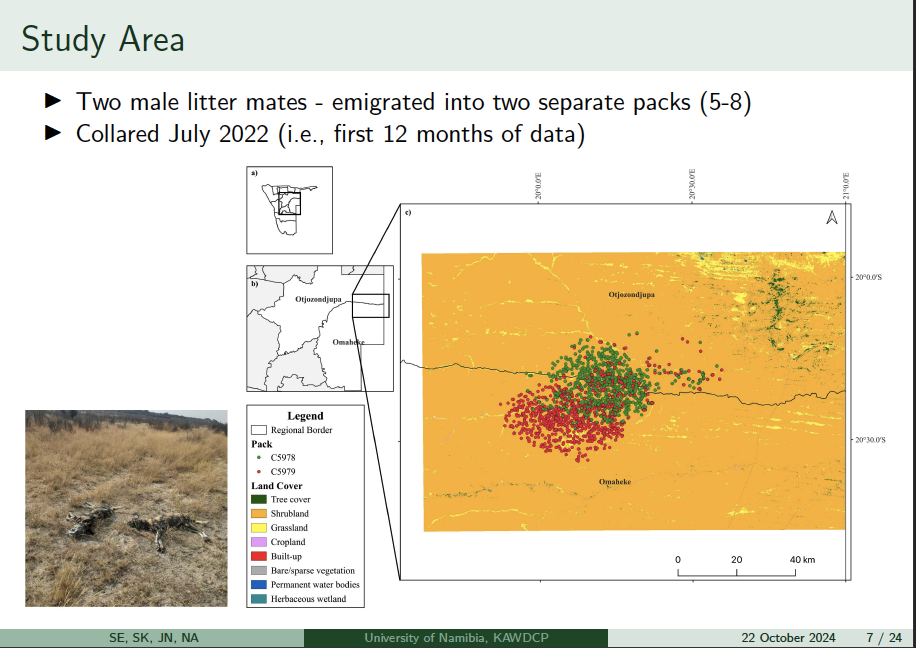 Study Area
▶ Two male litter mates - emigrated into two separate packs (5-8)
▶ Collared July 2022 (i.e., first 12 months of data)
a)
b)
Otjozondjupa
Omaheke
c)
20°0.0'E
20°30.0'E
21°0.0'E
20°0.0'S
20°30.0'S
Otjozondjupa
Omaheke
0 20 40 km
Legend
Regional Border
Pack
C5978
C5979
Land Cover
Tree cover
Shrubland
Grassland
Cropland
Built-up
Bare/sparse vegetation
Permanent water bodies
Herbaceous wetland
SE, SK, JN, NA
University of Namibia, KAWDCP
22 October 2024
7 / 24